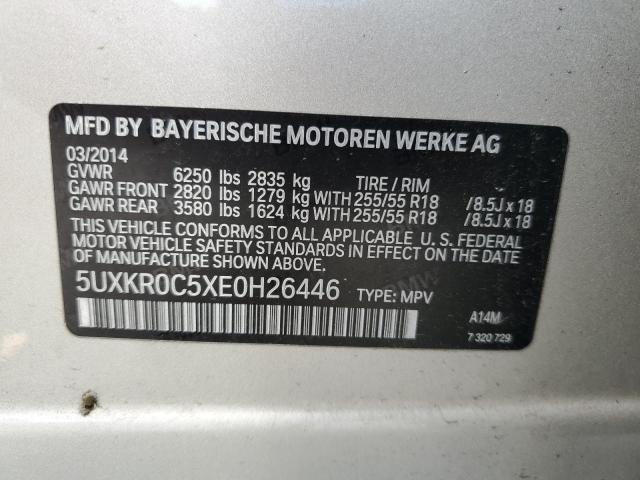 MFD BY BAYERISCHE MOTOREN WERKE AG
03/2014
GVWR 6250 lbs 2835 kg TIRE / RIM
GAWR FRONT 2820 lbs 1279 kg WITH 255/55 R18 /8.5J x 18
GAWR REAR 3580 lbs 1624 kg WITH 255/55 R18 /8.5J x 18
THIS VEHICLE CONFORMS TO ALL APPLICABLE U. S. FEDERAL
MOTOR VEHICLE SAFETY STANDARDS IN EFFECT ON THE DATE
OF MANUFACTURE SHOWN ABOVE.
5UXKR0C5XE0H26446 TYPE: MPV
A14M
7 320 729